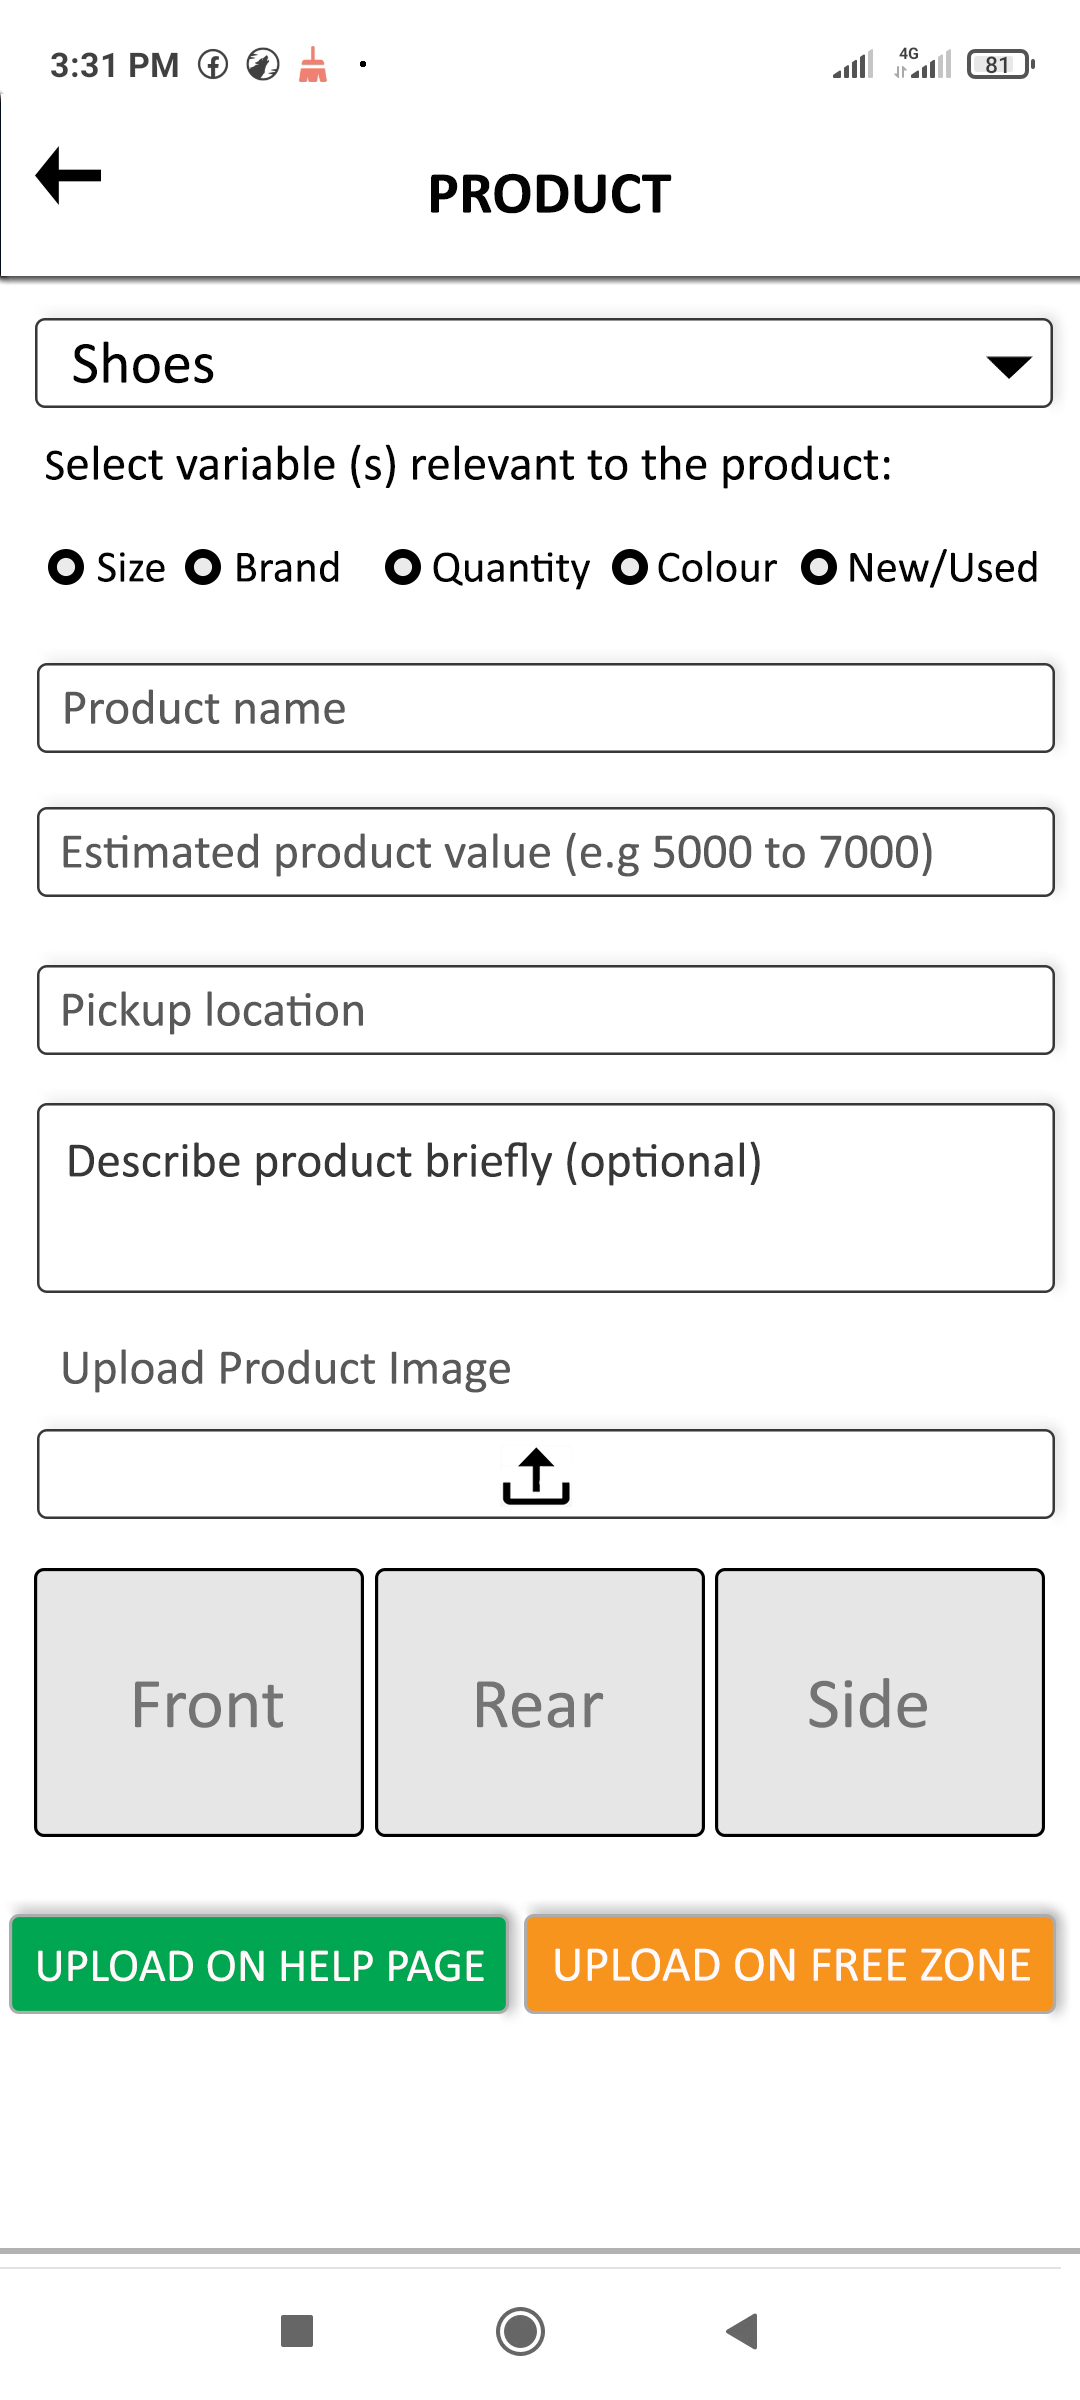 3:31 PM 4G 81
PRODUCT
Shoes
Select variable (s) relevant to the product:
Size Brand Quantity Colour New/Used
Product name
Estimated product value (e.g 5000 to 7000)
Pickup location
Describe product briefly (optional)
Upload Product Image
Front Rear Side
UPLOAD ON HELP PAGE UPLOAD ON FREE ZONE